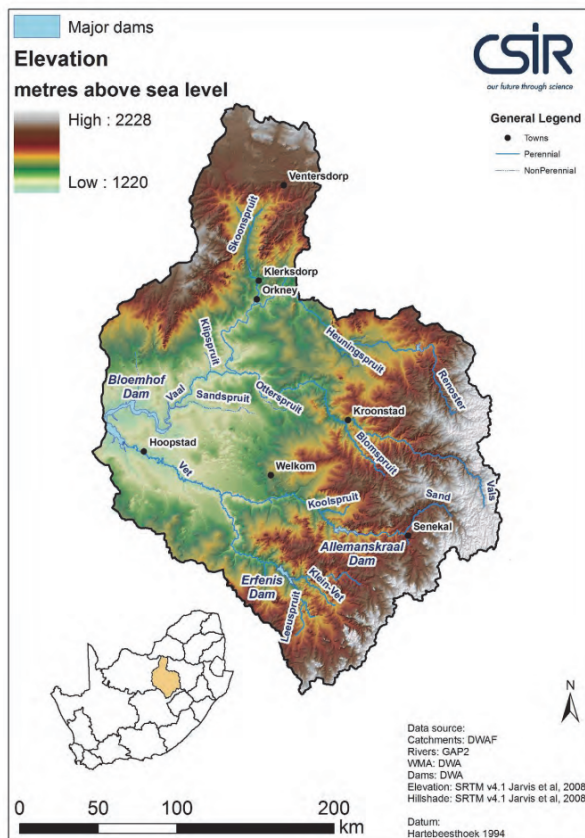 Major dams
Elevation
metres above sea level
High : 2228
Low : 1220
CSIR
our future through science
General Legend
Towns
Perennial
NonPerennial
Ventersdorp
Skoonspruit
Klerksdorp
Orkney
Klipspruit
Heuningspruit
Renoster
Bloemhof
Dam
Vaal
Sandspruit
Otterspruit
Kroonstad
Blomspruit
Hoopstad
Vet
Welkom
Koolspruit
Sand
Vals
Senekal
Allemanskraal
Dam
Erfenis
Dam
Klein-Vet
Leeuspruit
N
Data source:
Catchments: DWAF
Rivers: GAP2
WMA: DWA
Dams: DWA
Elevation: SRTM v4.1 Jarvis et al, 2008
Hillshade: SRTM v4.1 Jarvis et al, 2008
Datum:
Hartebeesthoek 1994
0 50 100 200
km